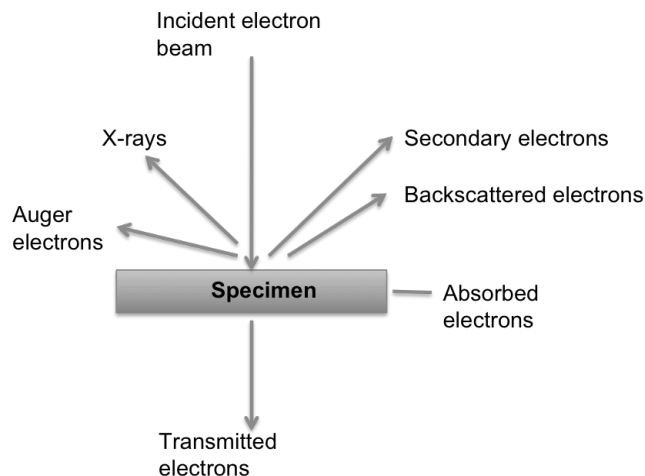 Incident electron
beam
X-rays
Secondary electrons
Backscattered electrons
Auger
electrons
Specimen
Absorbed
electrons
Transmitted
electrons